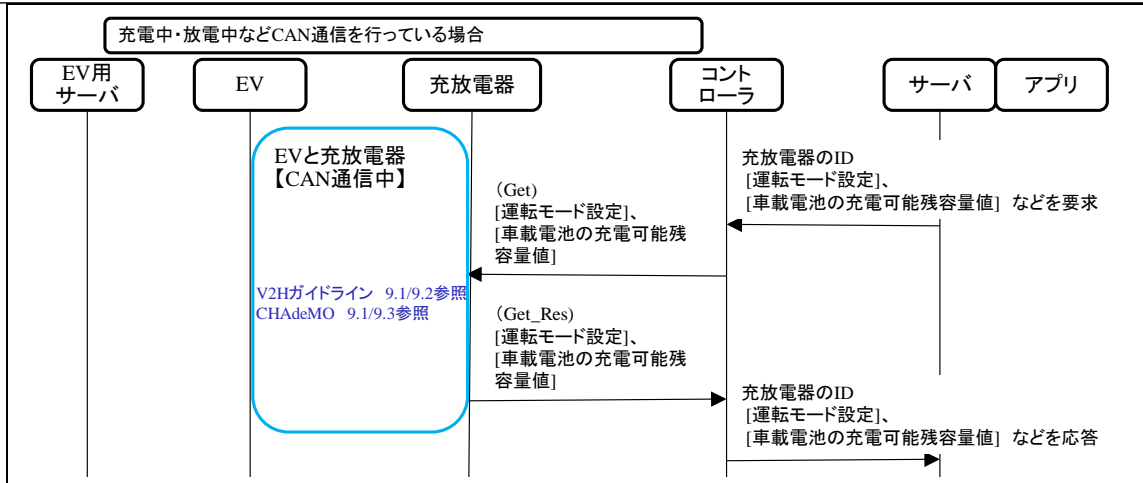 充電中・放電中などCAN通信を行っている場合
EV用
サーバ
EV
充放電器
コント
ローラ
サーバ
アプリ
EVと充放電器
【CAN通信中】
充放電器のID
[運転モード設定]、
[車載電池の充電可能残容量値] などを要求
(Get)
[運転モード設定]、
[車載電池の充電可能残
容量値]
V2Hガイドライン 9.1/9.2参照
CHAdeMO 9.1/9.3参照
(Get_Res)
[運転モード設定]、
[車載電池の充電可能残
容量値]
充放電器のID
[運転モード設定]、
[車載電池の充電可能残容量値] などを応答